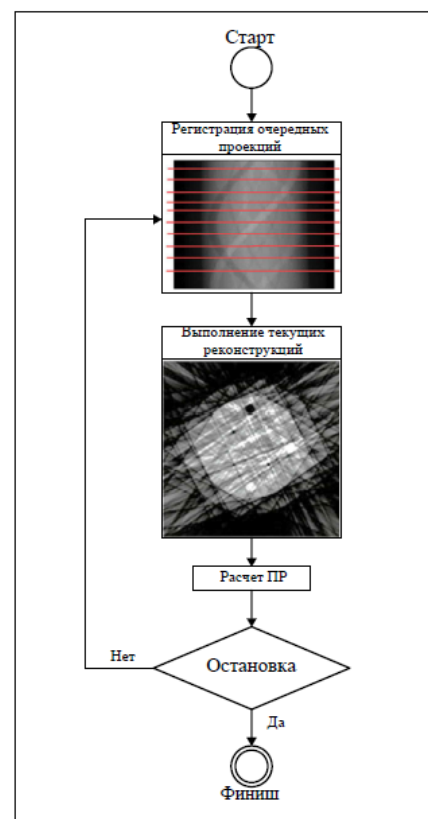 Старт
Регистрация очередных
проекций
Выполнение текущих
реконструкций
Расчет ПР
Остановка
Нет
Да
Финиш